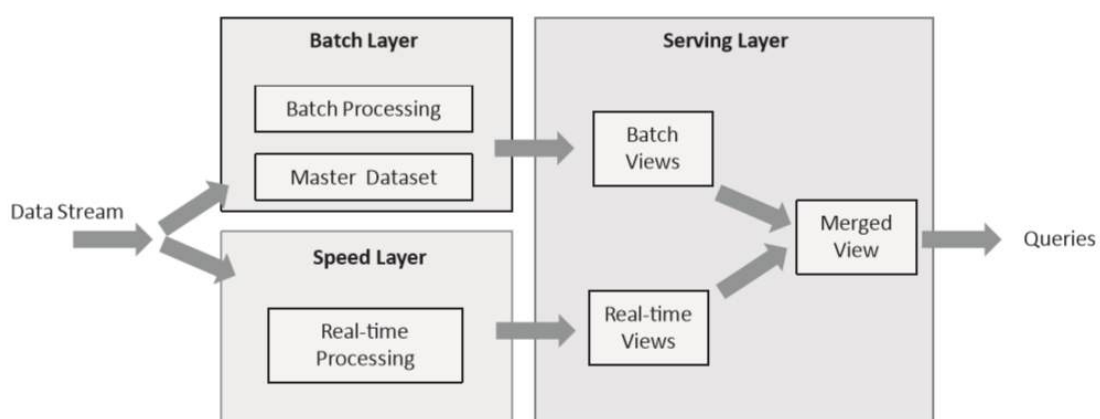 Batch Layer
Batch Processing
Master Dataset
Data Stream
Speed Layer
Real-time
Processing
Serving Layer
Batch
Views
Real-time
Views
Merged
View
Queries